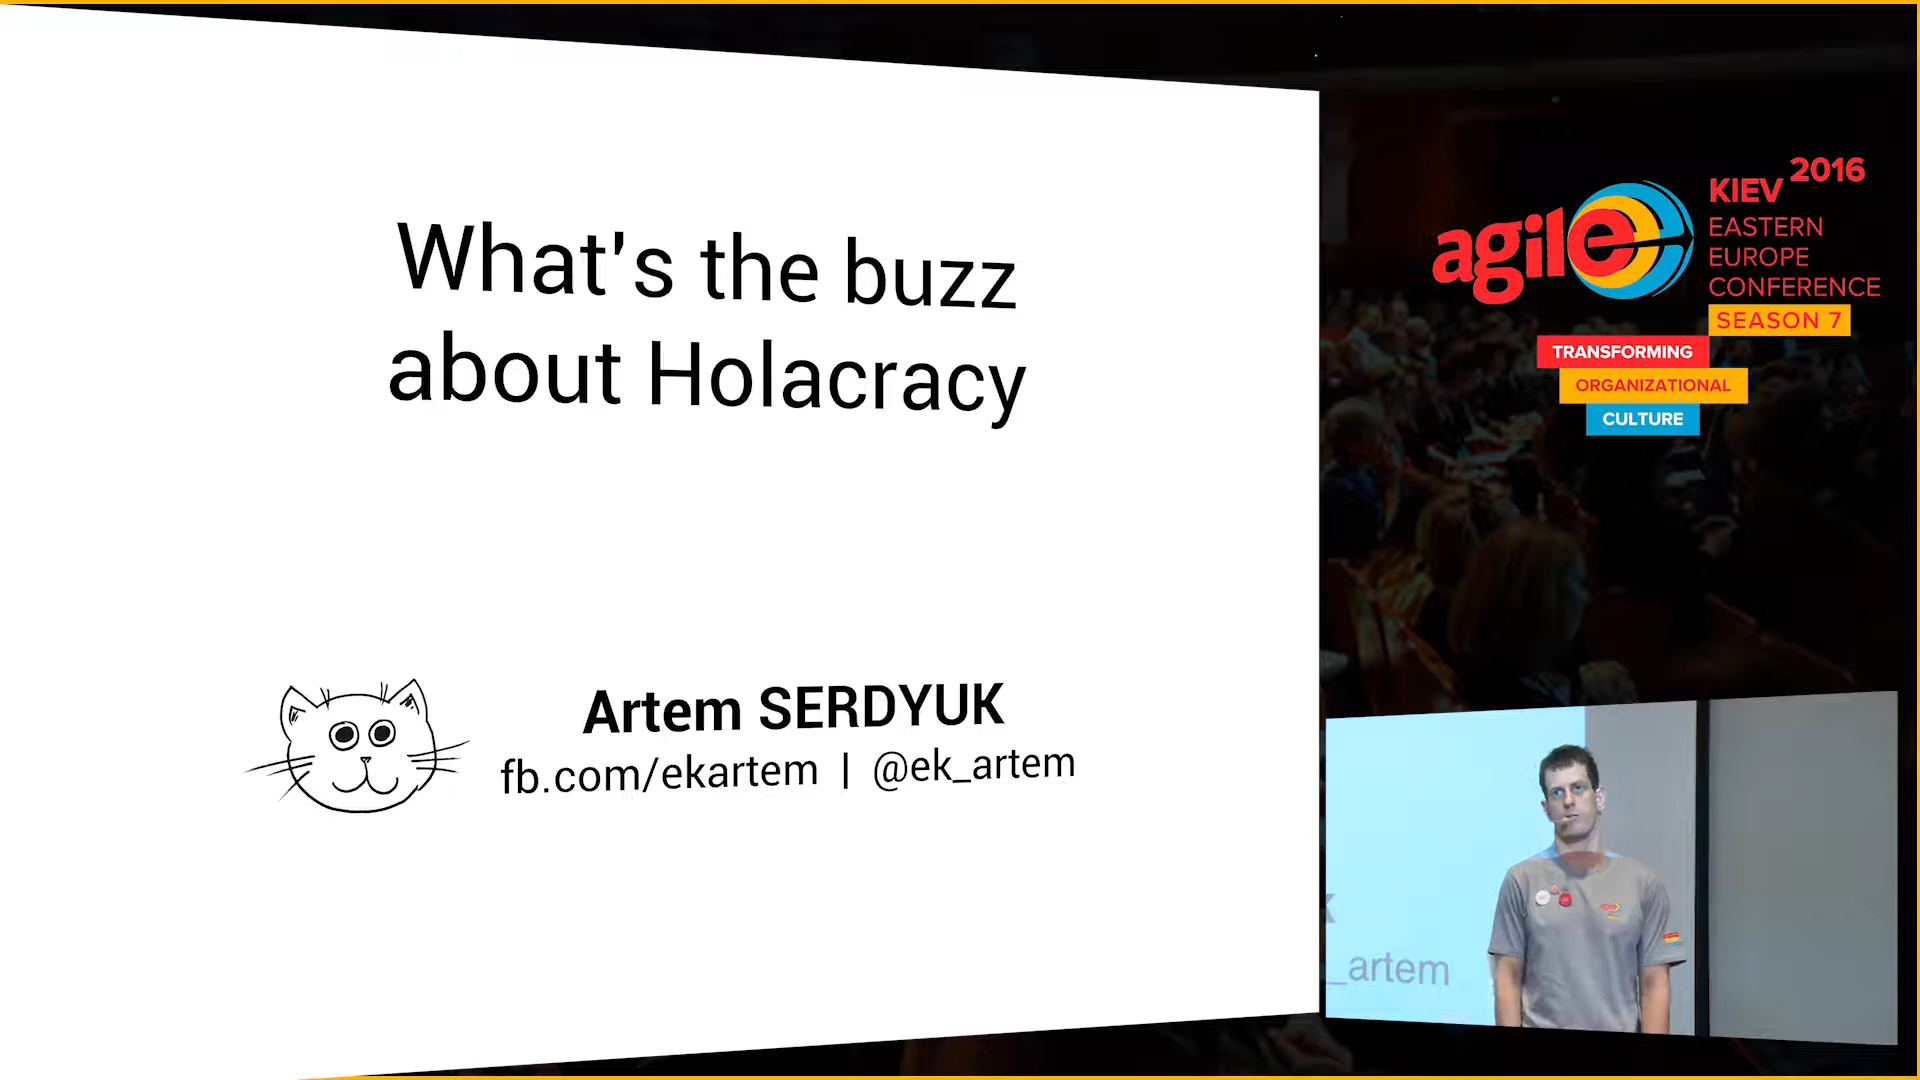 What's the buzz
about Holacracy
Artem SERDYUK
fb.com/ekartem | @ek_artem
agile
KIEV 2016
EASTERN
EUROPE
CONFERENCE
SEASON 7
TRANSFORMING
ORGANIZATIONAL
CULTURE
_artem